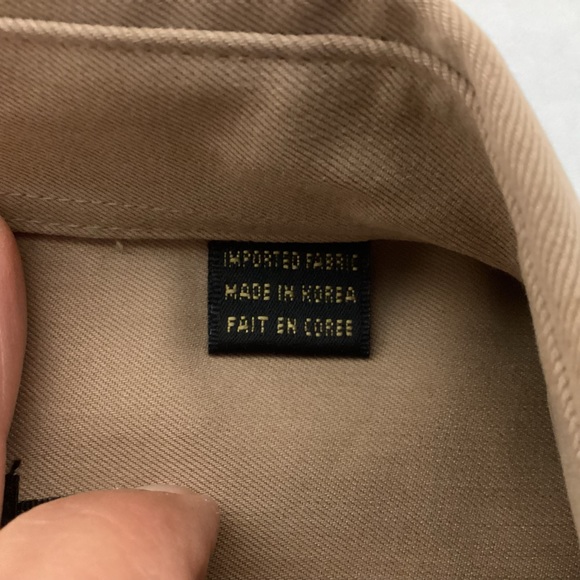 IMPORTED FABRIC
MADE IN KOREA
FAIT EN COREE